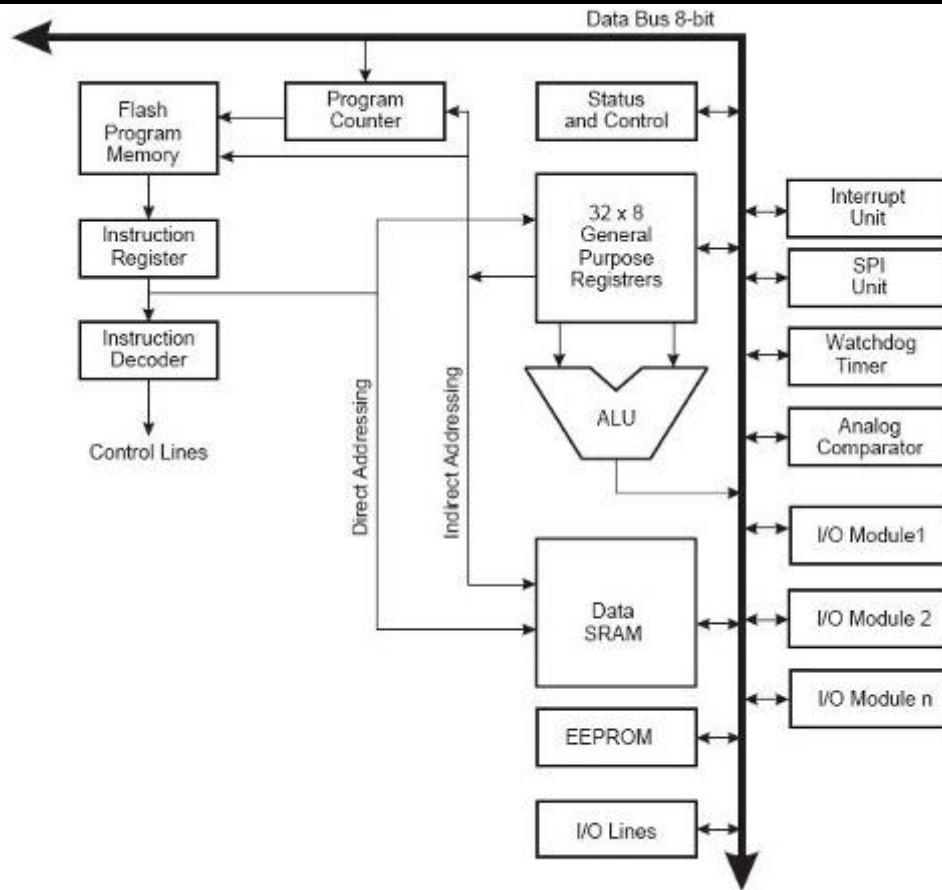 Data Bus 8-bit
Flash
Program
Memory
Program
Counter
Status
and Control
Instruction
Register
32 x 8
General
Purpose
Registrers
Interrupt
Unit
SPI
Unit
Instruction
Decoder
Watchdog
Timer
Control Lines
Direct Addressing
Indirect Addressing
ALU
Analog
Comparator
I/O Module1
Data
SRAM
I/O Module 2
I/O Module n
EEPROM
I/O Lines